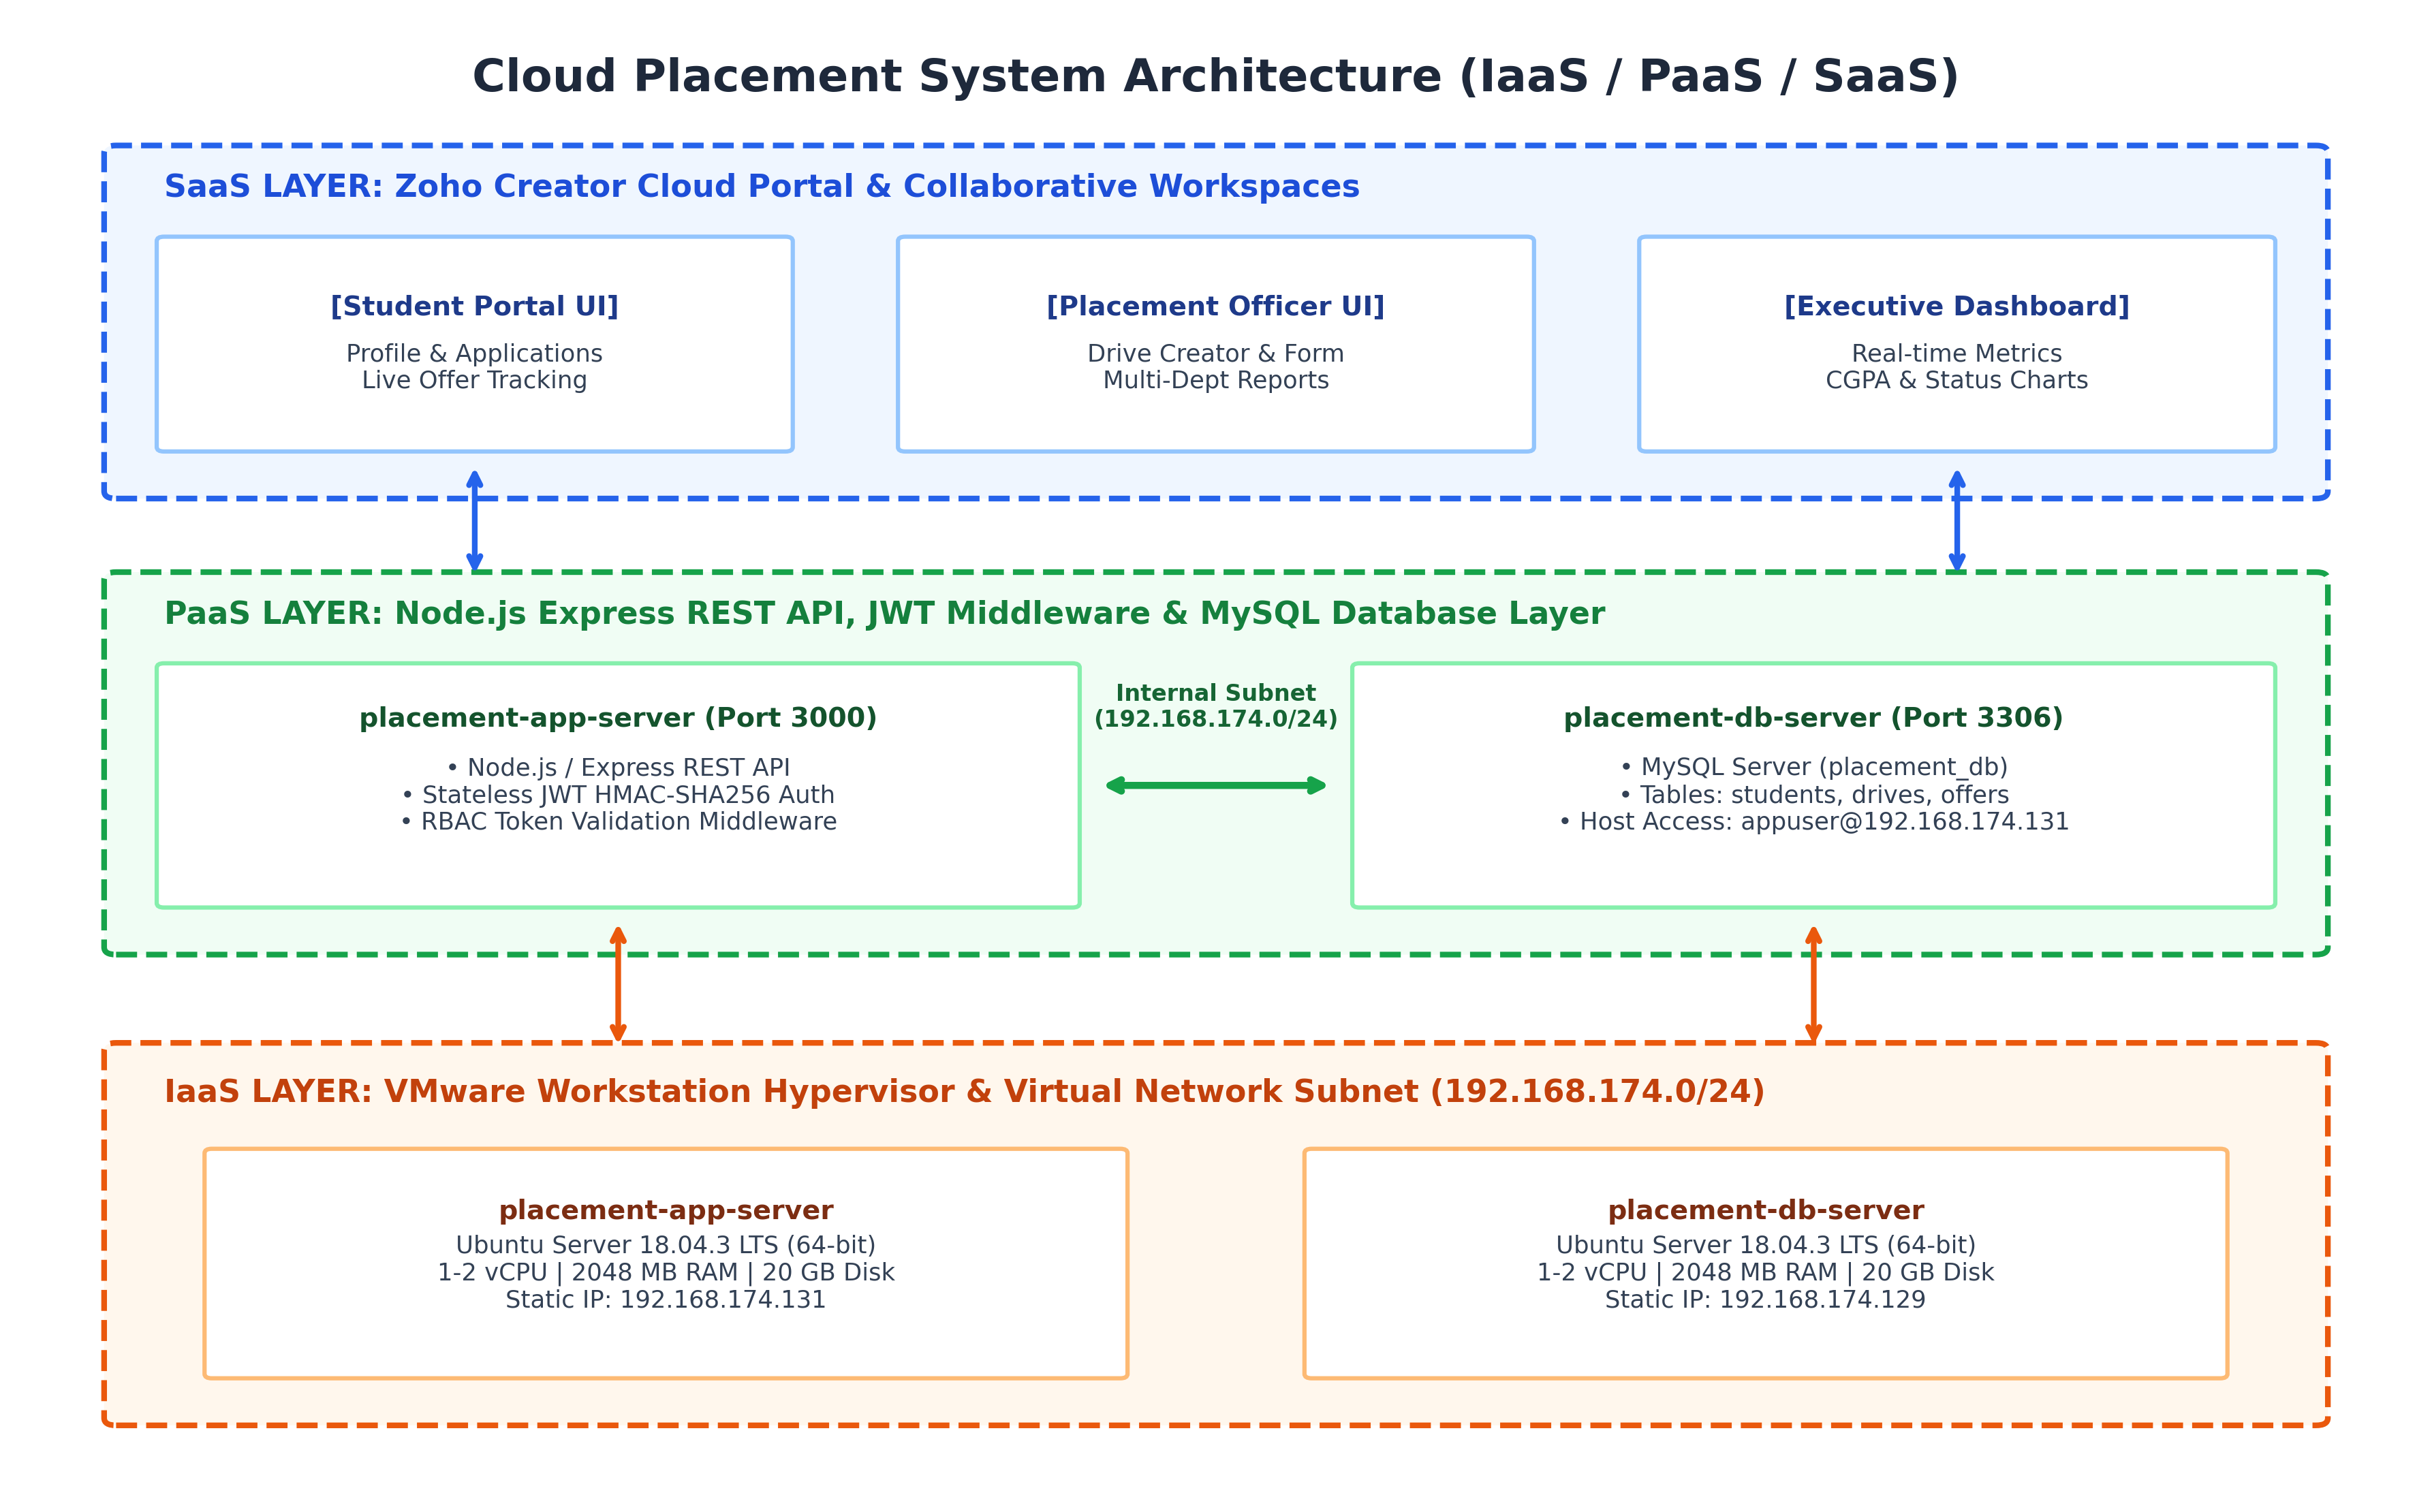 Cloud Placement System Architecture (IaaS / PaaS / SaaS)
SaaS LAYER: Zoho Creator Cloud Portal & Collaborative Workspaces
[Student Portal UI]
Profile & Applications
Live Offer Tracking
[Placement Officer UI]
Drive Creator & Form
Multi-Dept Reports
[Executive Dashboard]
Real-time Metrics
CGPA & Status Charts
PaaS LAYER: Node.js Express REST API, JWT Middleware & MySQL Database Layer
placement-app-server (Port 3000)
• Node.js / Express REST API
• Stateless JWT HMAC-SHA256 Auth
• RBAC Token Validation Middleware
Internal Subnet
(192.168.174.0/24)
placement-db-server (Port 3306)
• MySQL Server (placement_db)
• Tables: students, drives, offers
• Host Access: appuser@192.168.174.131
IaaS LAYER: VMware Workstation Hypervisor & Virtual Network Subnet (192.168.174.0/24)
placement-app-server
Ubuntu Server 18.04.3 LTS (64-bit)
1-2 vCPU | 2048 MB RAM | 20 GB Disk
Static IP: 192.168.174.131
placement-db-server
Ubuntu Server 18.04.3 LTS (64-bit)
1-2 vCPU | 2048 MB RAM | 20 GB Disk
Static IP: 192.168.174.129